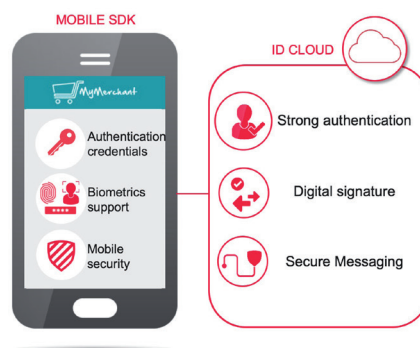 MOBILE SDK
MyMerchant
Authentication
credentials
Biometrics
support
Mobile
security
ID CLOUD
Strong authentication
Digital signature
Secure Messaging